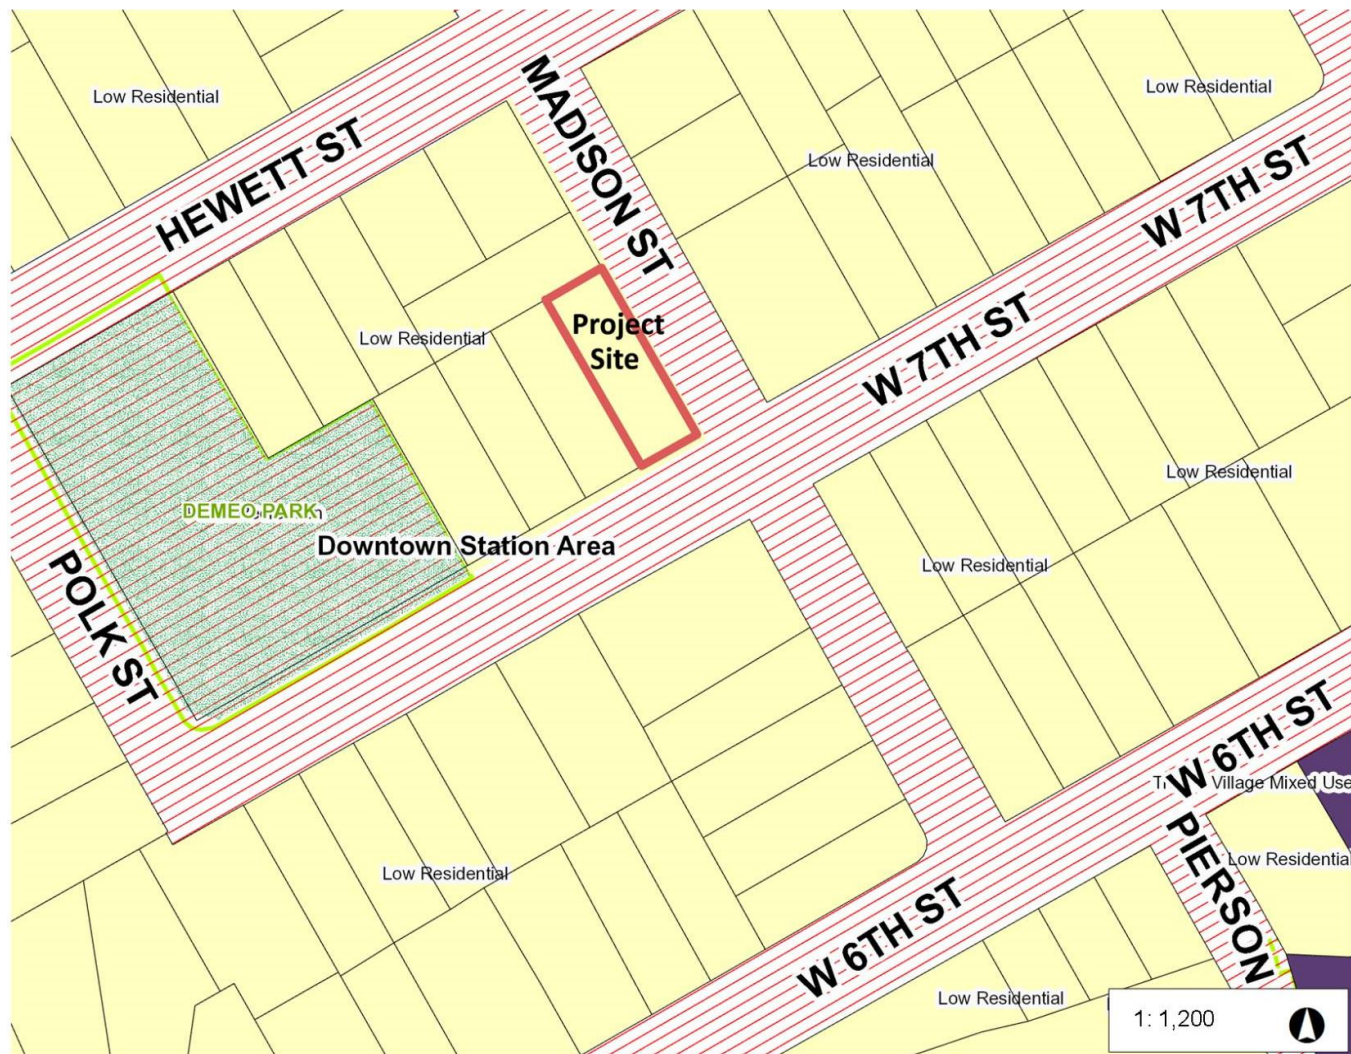 Low Residential
Low Residential
Low Residential
HEWETT ST
MADISON ST
W 7TH ST
Project
Site
Low Residential
W 7TH ST
Low Residential
DEMEO PARK
Downtown Station Area
Low Residential
POLK ST
W 6TH ST
Village Mixed Use
Low Residential
PIERSON
Low Residential
W 6TH ST
Low Residential
1: 1,200